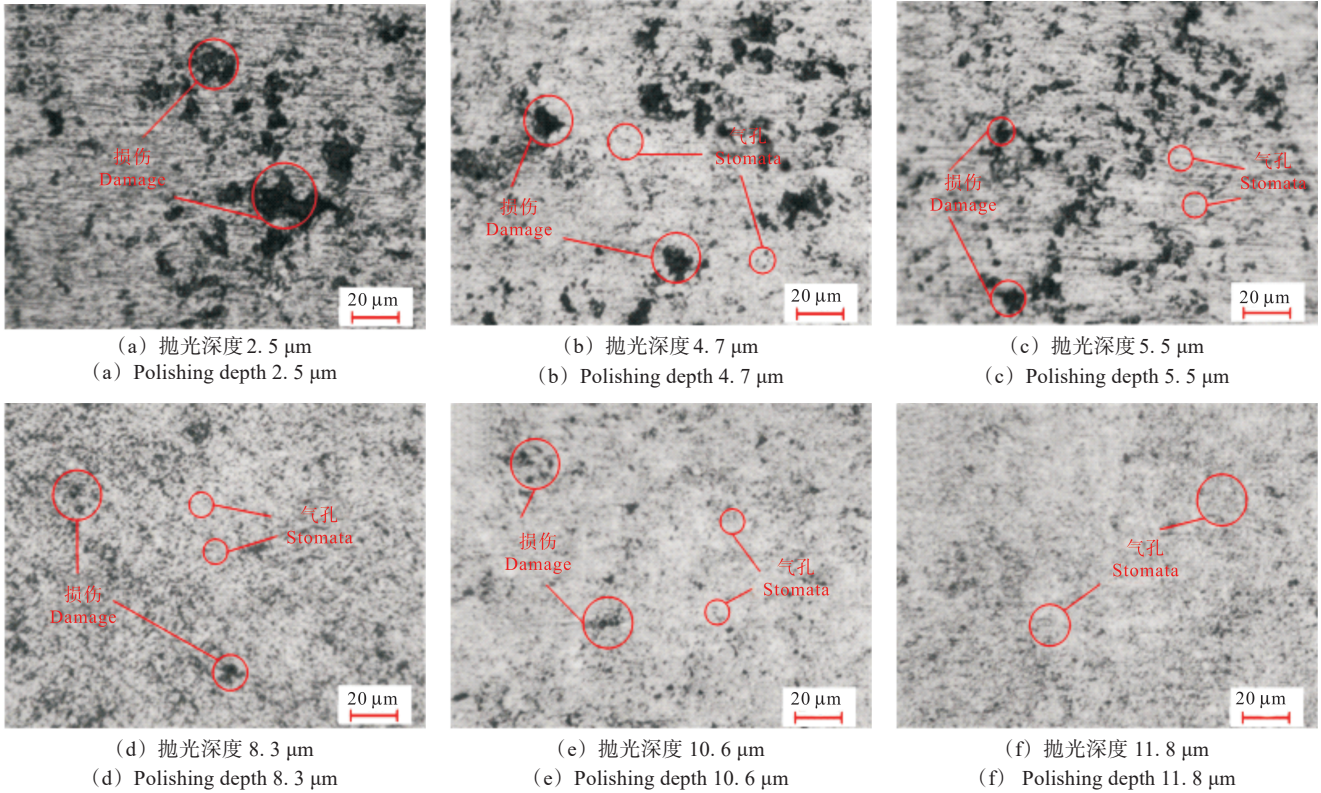 损伤
Damage
20 μm
(a) 抛光深度 2. 5 μm
(a) Polishing depth 2. 5 μm
气孔
Stomata
损伤
Damage
20 μm
(b) 抛光深度 4. 7 μm
(b) Polishing depth 4. 7 μm
损伤
Damage
气孔
Stomata
20 μm
(c) 抛光深度 5. 5 μm
(c) Polishing depth 5. 5 μm
气孔
Stomata
损伤
Damage
20 μm
(d) 抛光深度 8. 3 μm
(d) Polishing depth 8. 3 μm
损伤
Damage
气孔
Stomata
20 μm
(e) 抛光深度 10. 6 μm
(e) Polishing depth 10. 6 μm
气孔
Stomata
20 μm
(f) 抛光深度 11. 8 μm
(f) Polishing depth 11. 8 μm